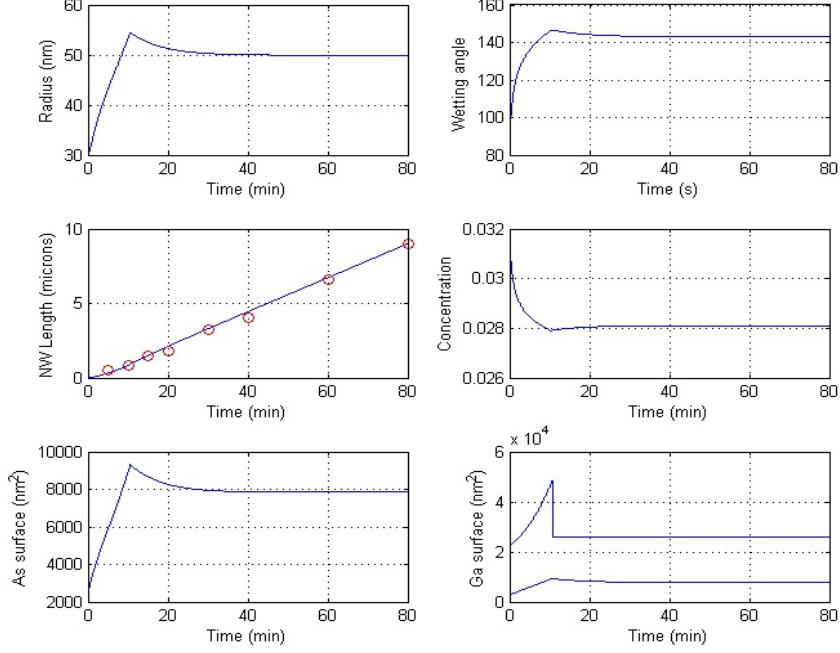 60
50
40
30
Radius (nm)
0 20 40 60 80
Time (min)
160
140
120
100
80
Wetting angle
0 20 40 60 80
Time (s)
10
5
0
NW Length (microns)
0 20 40 60 80
Time (min)
0.032
0.03
0.028
0.026
Concentration
0 20 40 60 80
Time (min)
10000
8000
6000
4000
2000
As surface (nm²)
0 20 40 60 80
Time (min)
x 10⁴
6
4
2
0
Ga surface (nm²)
0 20 40 60 80
Time (min)